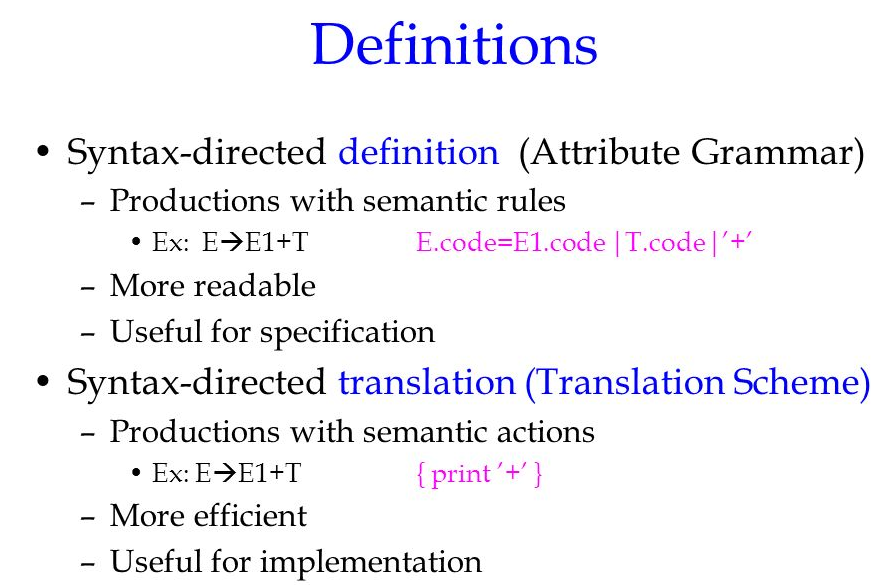 Definitions
• Syntax-directed definition (Attribute Grammar)
– Productions with semantic rules
• Ex: E→E1+T E.code=E1.code|T.code|'+'
– More readable
– Useful for specification
• Syntax-directed translation (Translation Scheme)
– Productions with semantic actions
• Ex: E→E1+T { print '+' }
– More efficient
– Useful for implementation